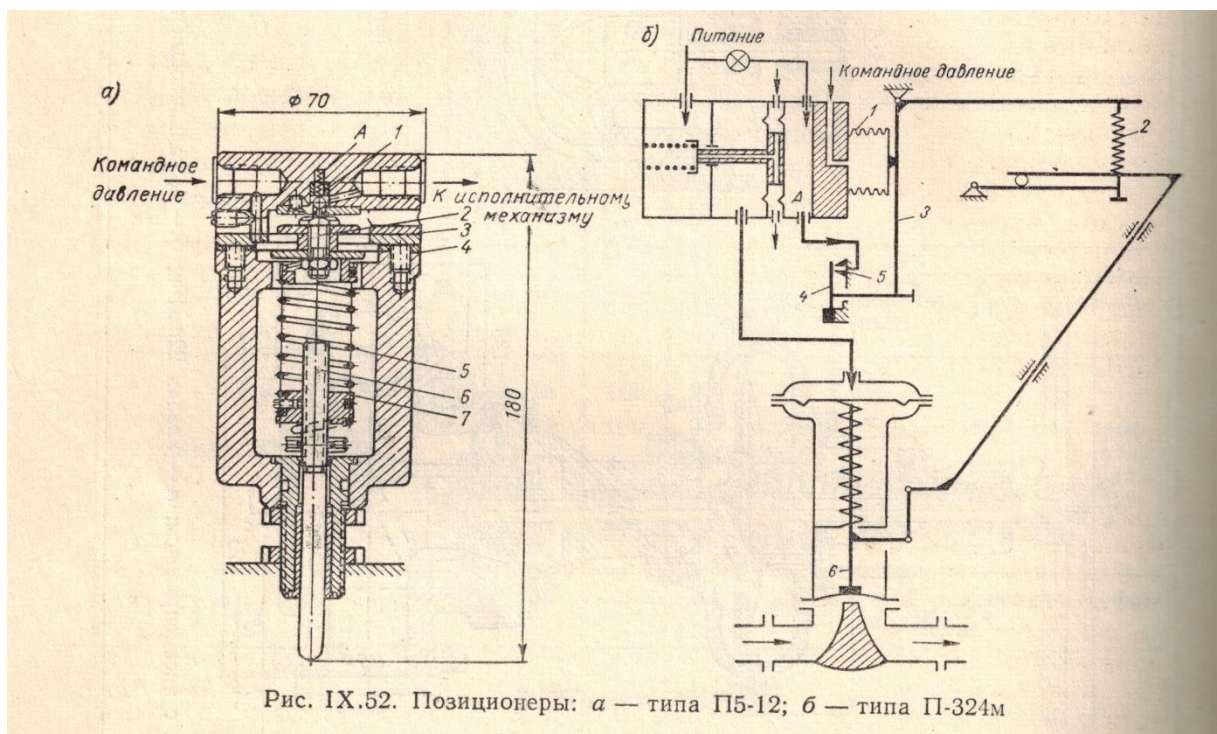 а)
ф 70
А
1
Командное
давление
К исполнительному
механизму
2
3
4
5
6
7
180
б)
Питание
Командное давление
1
2
А
3
4
5
6
Рис. IX.52. Позиционеры: а — типа П5-12; б — типа П-324м